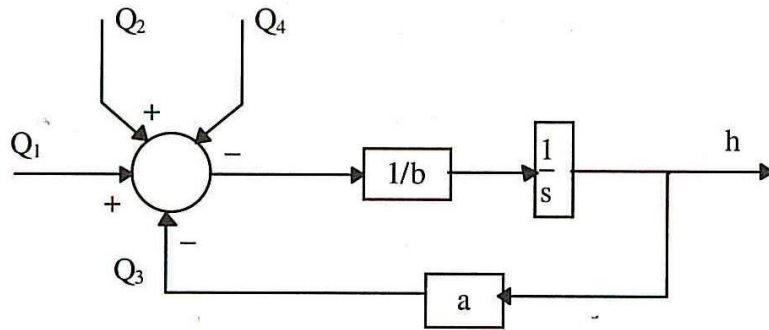 Q2 Q4
+
Q1 −
+ 1/b 1/s h
−
Q3
a